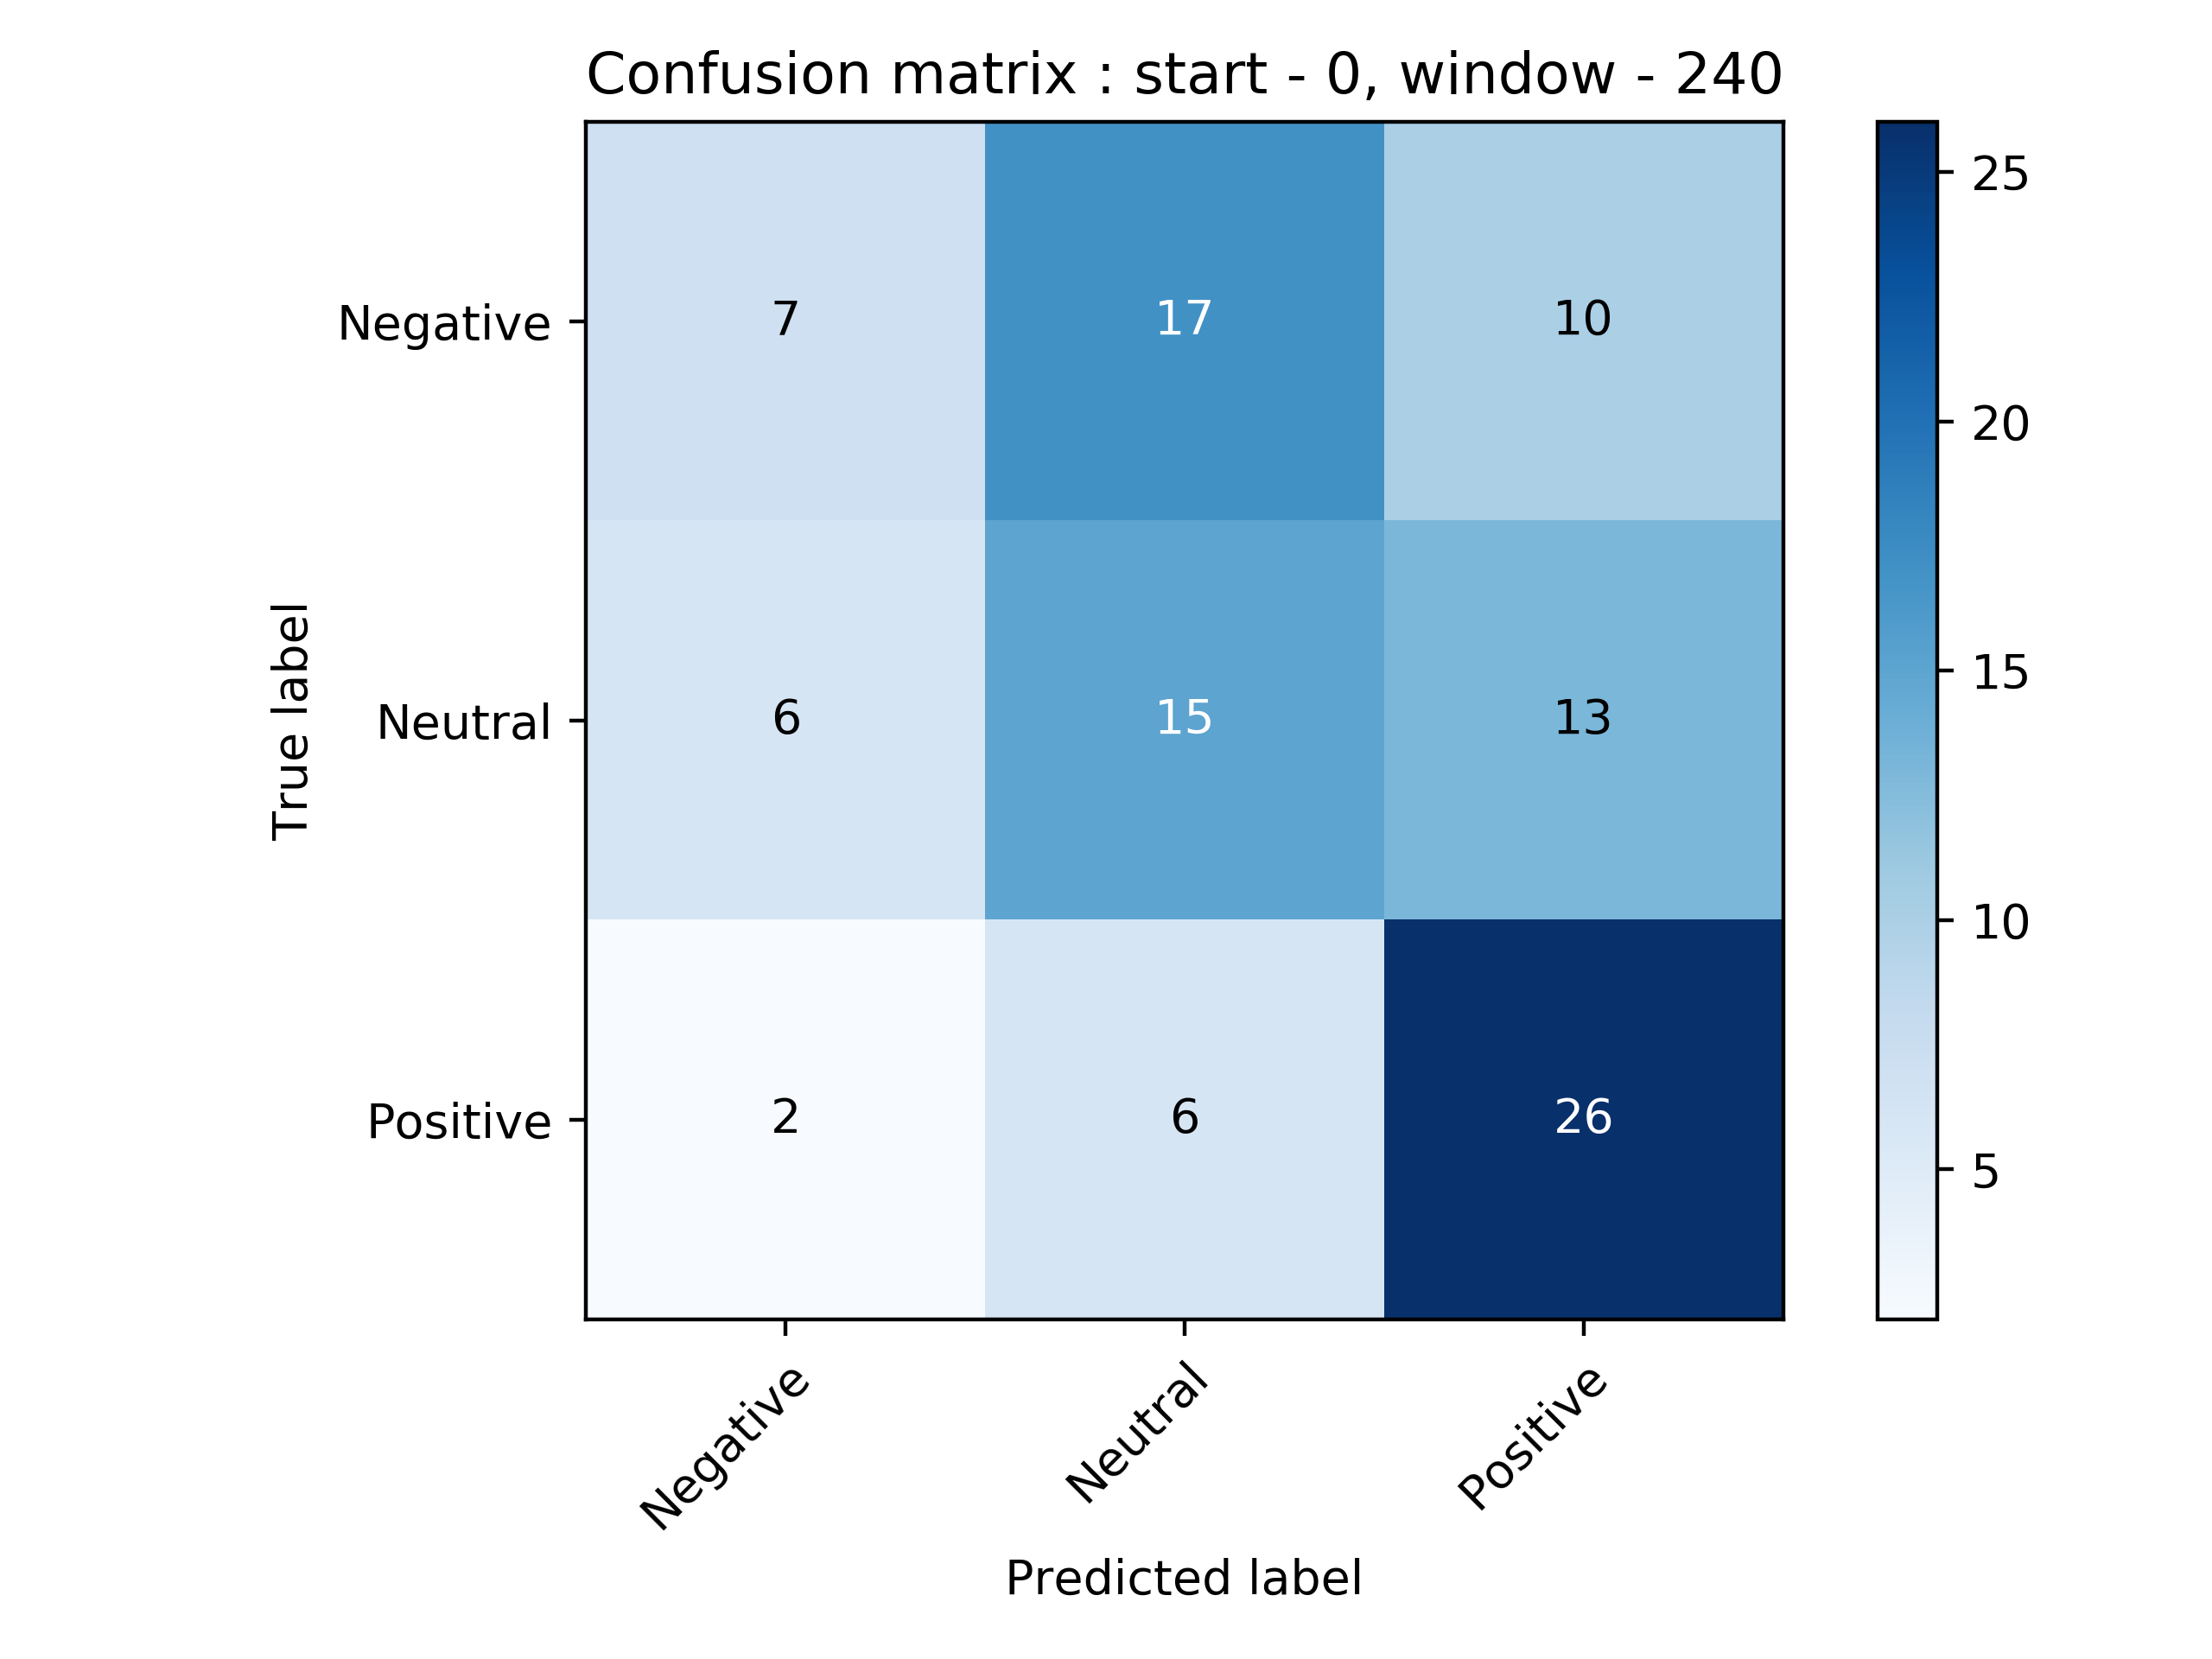 Confusion matrix : start - 0, window - 240
Negative 7 17 10
Neutral 6 15 13
Positive 2 6 26
True label
Negative Neutral Positive
Predicted label
25
20
15
10
5